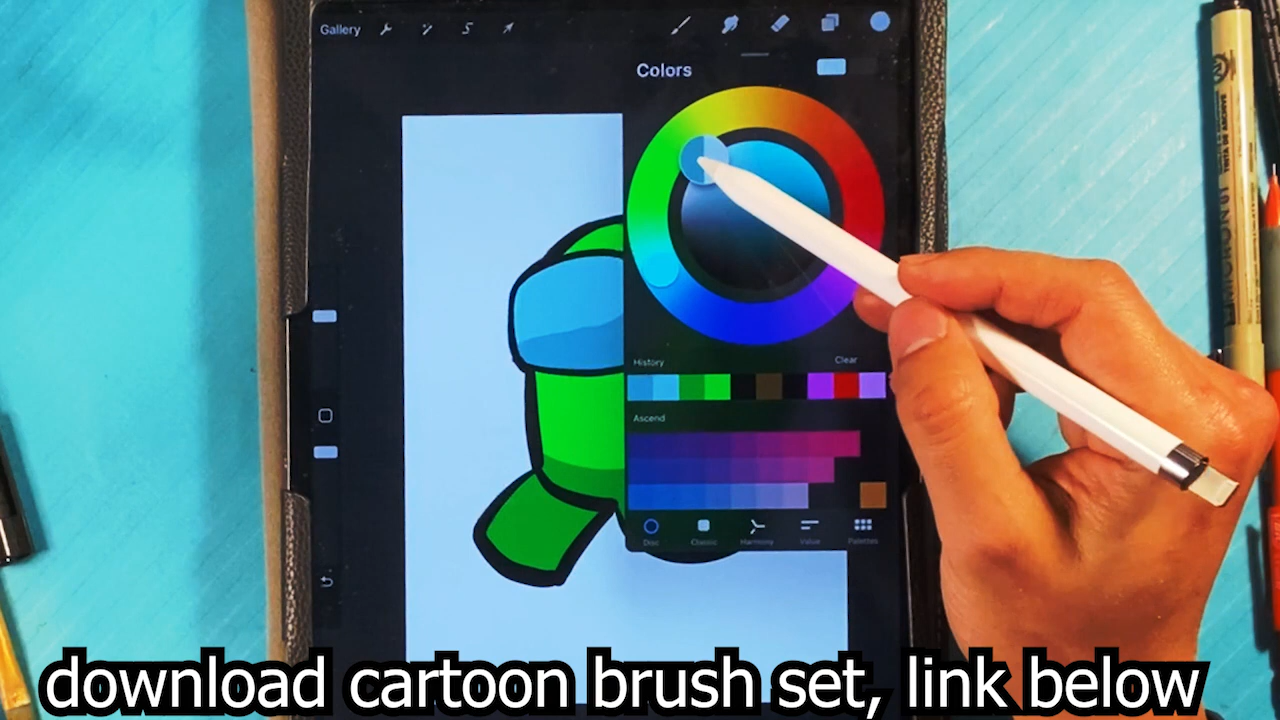 Gallery
Colors
History
Clear
Ascend
Disc
Classic
Harmony
Value
Palettes
download cartoon brush set, link below